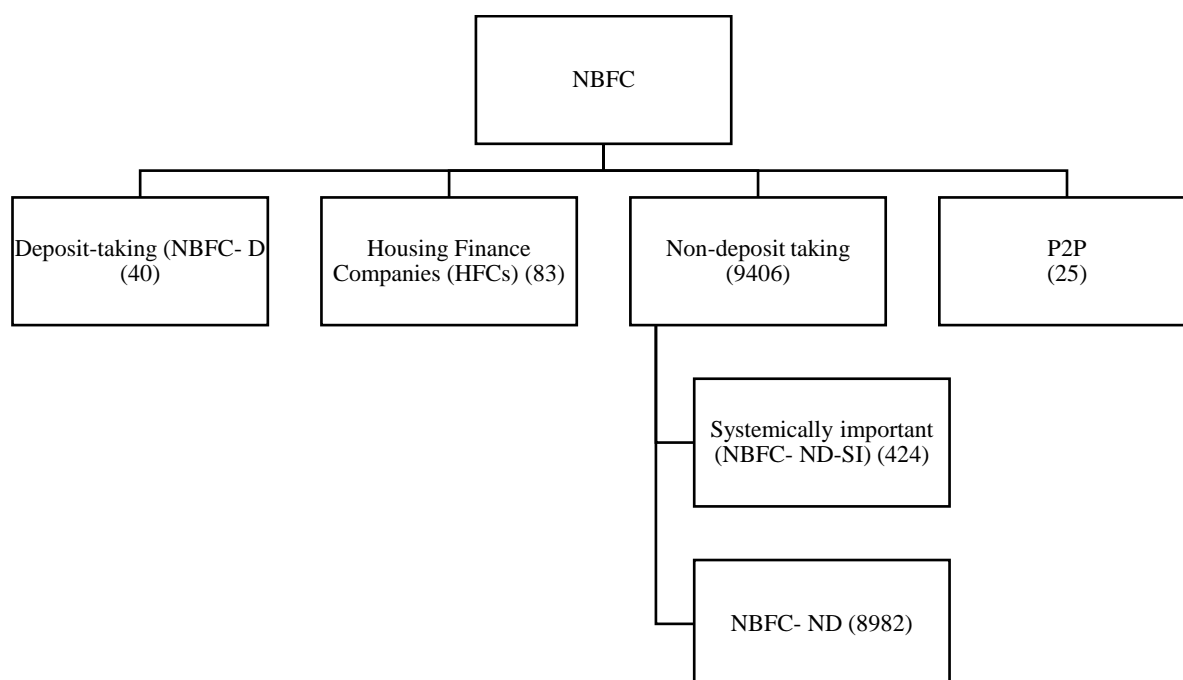 NBFC
Deposit-taking (NBFC- D
(40)
Housing Finance
Companies (HFCs) (83)
Non-deposit taking
(9406)
P2P
(25)
Systemically important
(NBFC- ND-SI) (424)
NBFC- ND (8982)